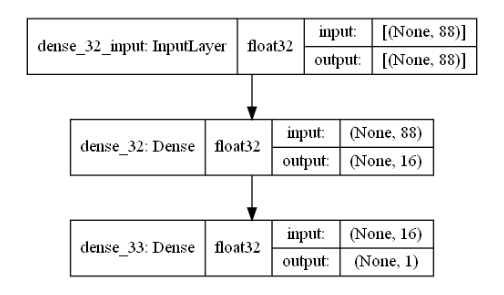 dense_32_input: InputLayer float32 input: [(None, 88)]
output: [(None, 88)]
dense_32: Dense float32 input: (None, 88)
output: (None, 16)
dense_33: Dense float32 input: (None, 16)
output: (None, 1)